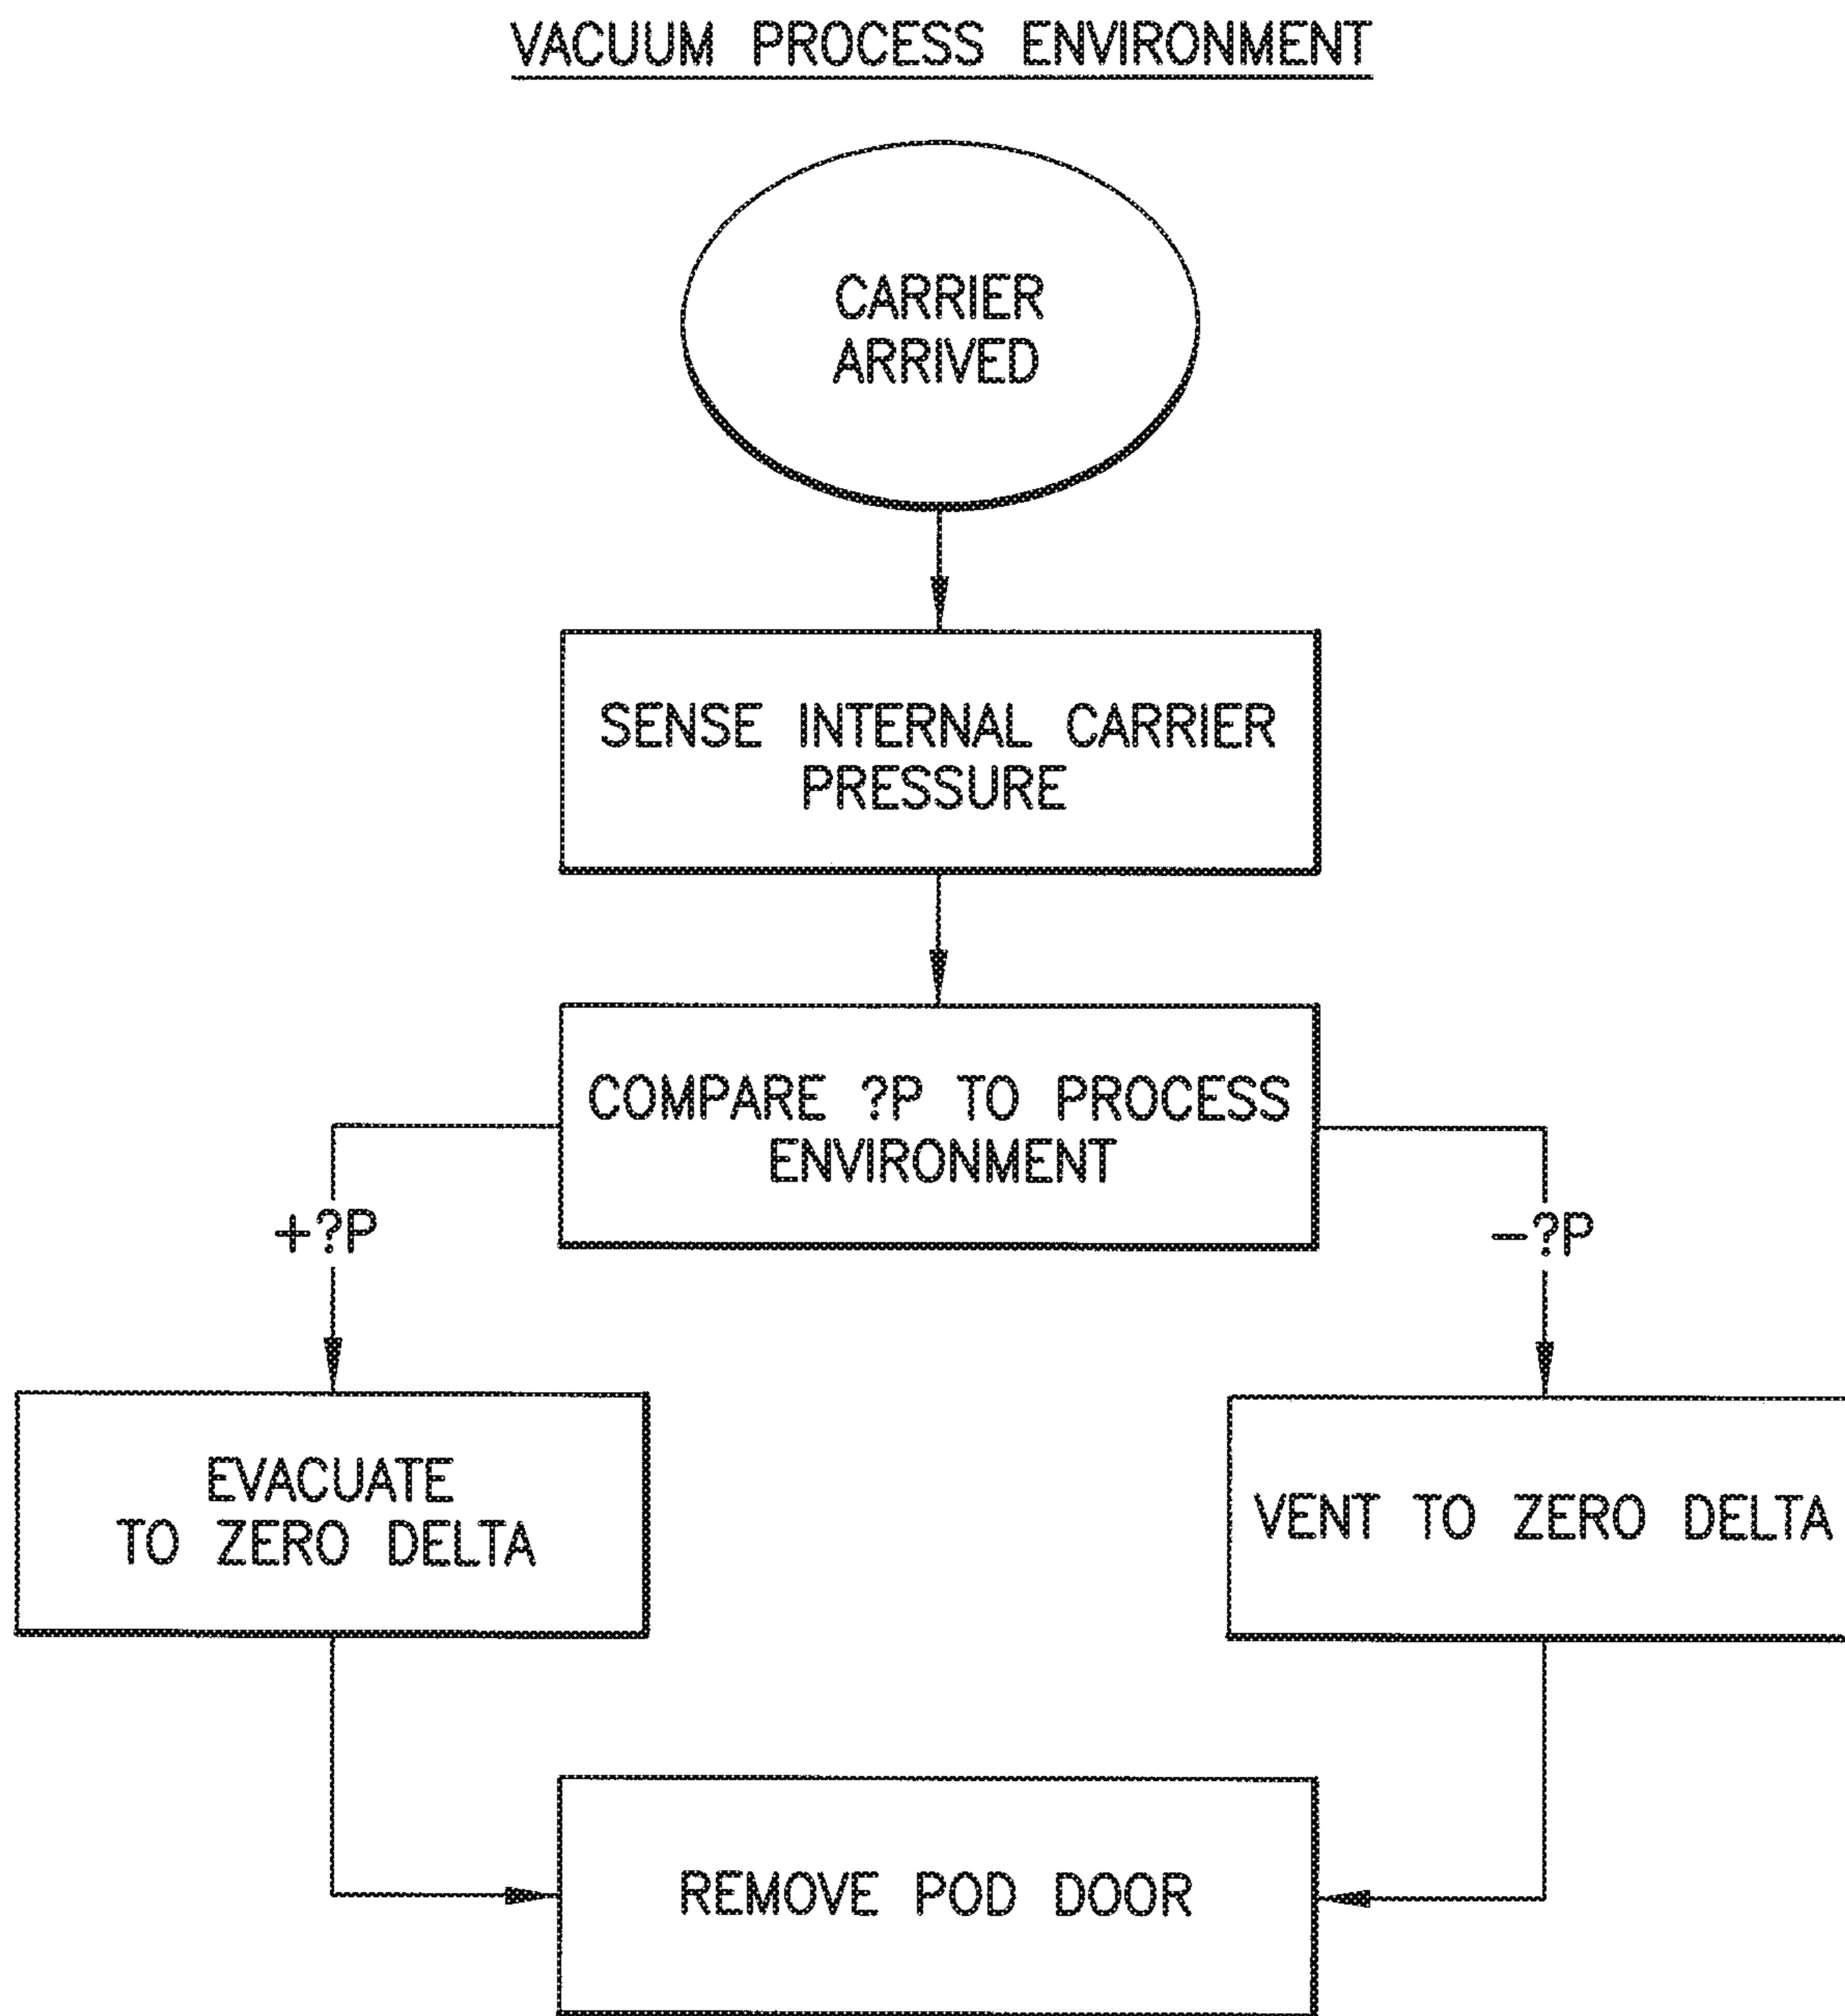 VACUUM PROCESS ENVIRONMENT
CARRIER
ARRIVED
SENSE INTERNAL CARRIER
PRESSURE
COMPARE ?P TO PROCESS
ENVIRONMENT
+?P
-?P
EVACUATE
TO ZERO DELTA
VENT TO ZERO DELTA
REMOVE POD DOOR